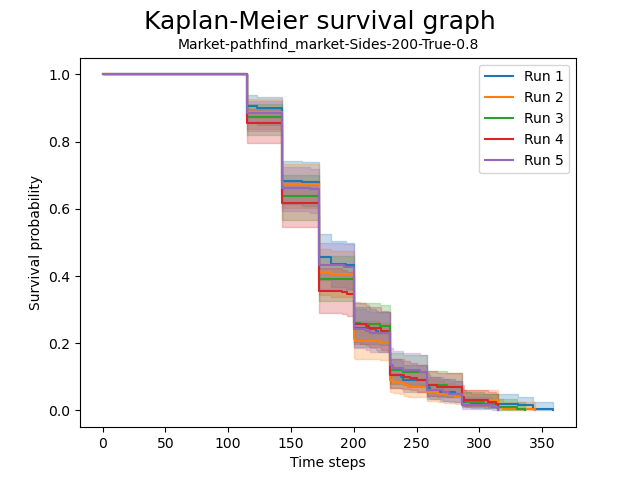 Kaplan-Meier survival graph
Market-pathfind_market-Sides-200-True-0.8
Survival probability
1.0
0.8
0.6
0.4
0.2
0.0
Run 1
Run 2
Run 3
Run 4
Run 5
0 50 100 150 200 250 300 350
Time steps